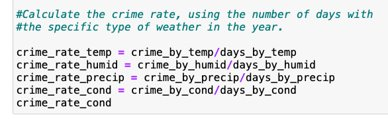 #Calculate the crime rate, using the number of days with
#the specific type of weather in the year.
crime_rate_temp = crime_by_temp/days_by_temp
crime_rate_humid = crime_by_humid/days_by_humid
crime_rate_precip = crime_by_precip/days_by_precip
crime_rate_cond = crime_by_cond/days_by_cond
crime_rate_cond